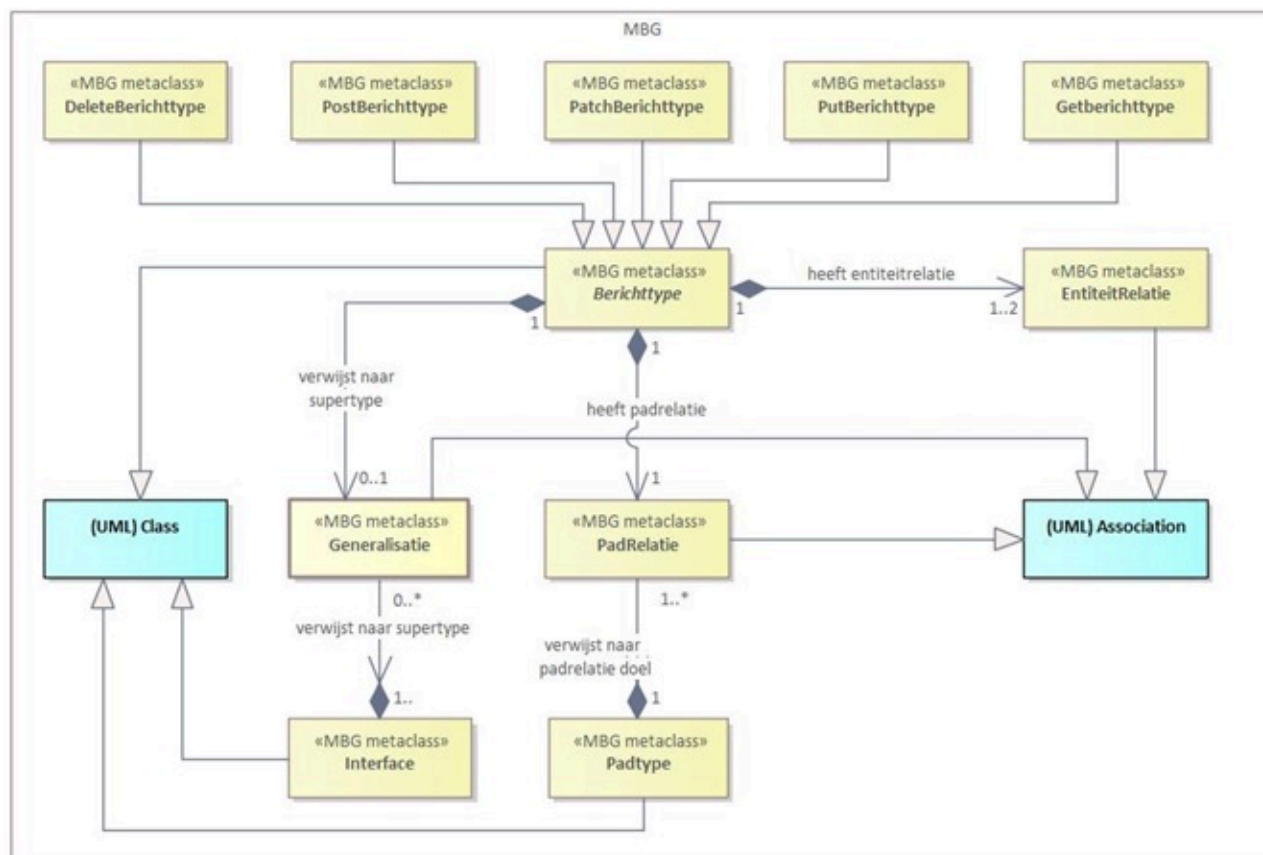 MBG
«MBG metaclass»
DeleteBerichttype
«MBG metaclass»
PostBerichttype
«MBG metaclass»
PatchBerichttype
«MBG metaclass»
PutBerichttype
«MBG metaclass»
Getberichttype
«MBG metaclass»
Berichttype
heeft entiteitrelatie
1
1..2
«MBG metaclass»
EntiteitRelatie
1
1
verwijst naar
supertype
heeft padrelatie
0..1
1
(UML) Class
«MBG metaclass»
Generalisatie
«MBG metaclass»
PadRelatie
(UML) Association
0..*
1..*
verwijst naar supertype
verwijst naar
padrelatie doel
1..
1
«MBG metaclass»
Interface
«MBG metaclass»
Padtype